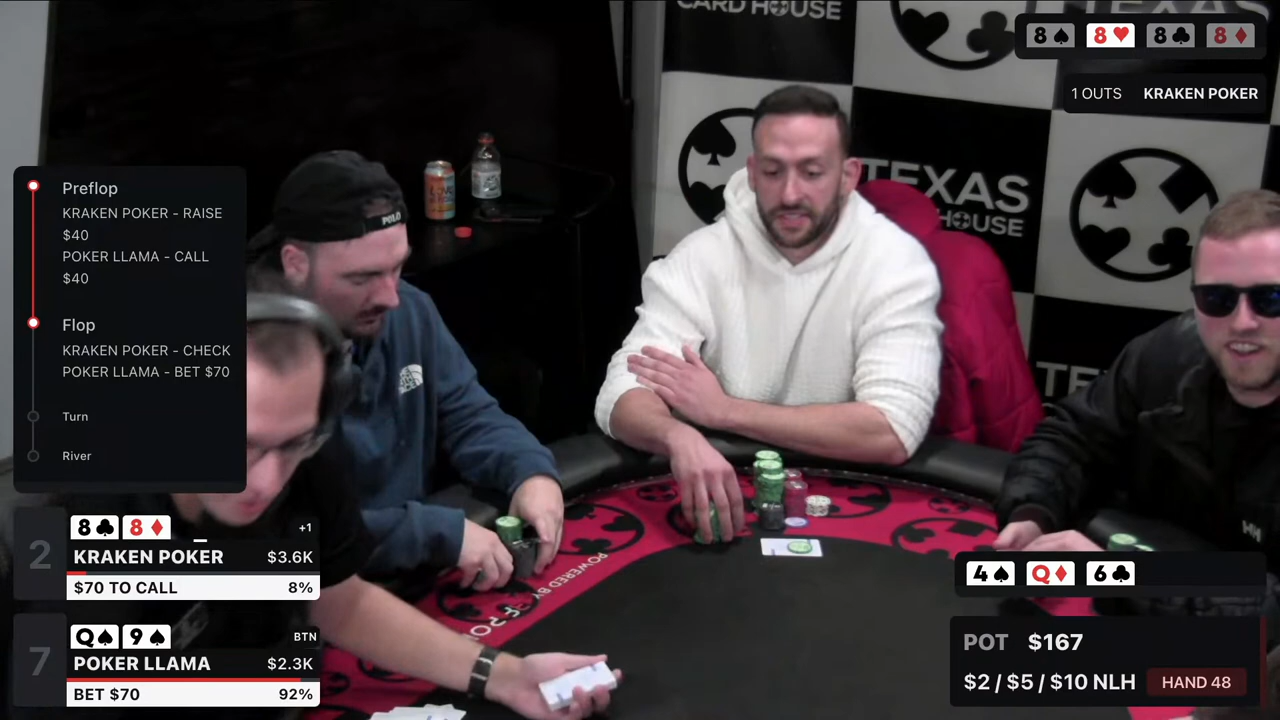 CARD HOUSE
TEXAS
8♠ 8♥ 8♣ 8♦
1 OUTS KRAKEN POKER
Preflop
KRAKEN POKER - RAISE
$40
POKER LLAMA - CALL
$40
Flop
KRAKEN POKER - CHECK
POKER LLAMA - BET $70
Turn
River
POLO
TEXAS
HOUSE
TE
POWERED BY
2
8♣ 8♦ +1
KRAKEN POKER $3.6K
$70 TO CALL 8%
7
Q♠ 9♠ BTN
POKER LLAMA $2.3K
BET $70 92%
4♠ Q♦ 6♣
POT $167
$2 / $5 / $10 NLH HAND 48